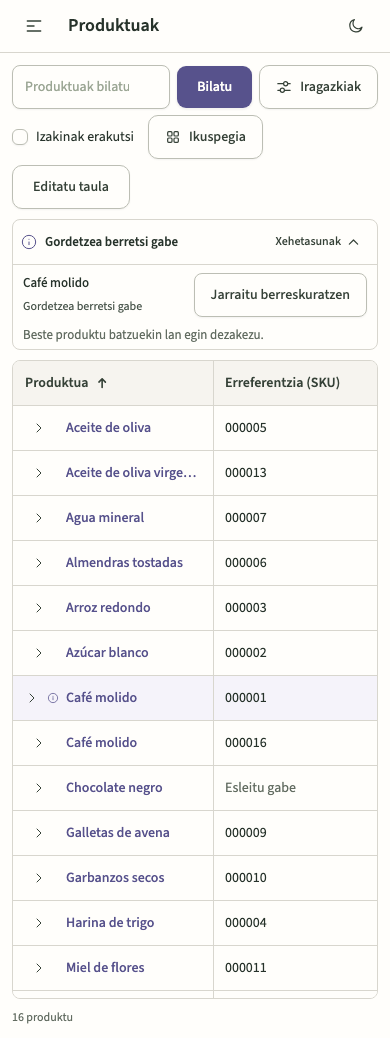 Produktuak
Produktuak bilatu
Bilatu
Iragazkiak
Izakinak erakutsi
Ikuspegia
Editatu taula
Gordetzea berretsi gabe
Xehetasunak
Café molido
Gordetzea berretsi gabe
Jarraitu berreskuratzen
Beste produktu batzuekin lan egin dezakezu.
Produktua
Erreferentzia (SKU)
Aceite de oliva 000005
Aceite de oliva virge... 000013
Agua mineral 000007
Almendras tostadas 000006
Arroz redondo 000003
Azúcar blanco 000002
Café molido 000001
Café molido 000016
Chocolate negro Esleitu gabe
Galletas de avena 000009
Garbanzos secos 000010
Harina de trigo 000004
Miel de flores 000011
16 produktu